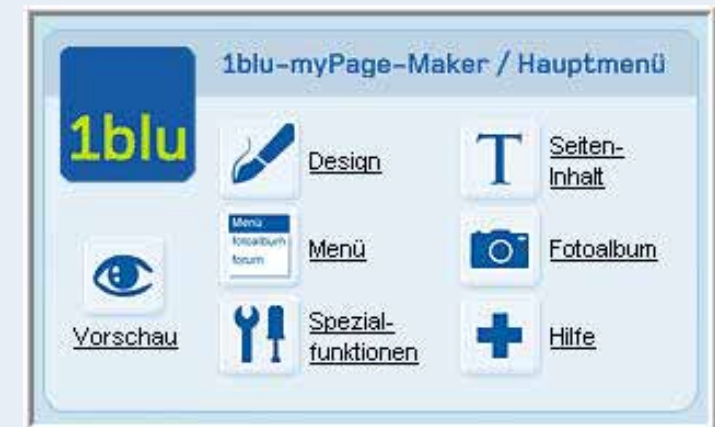 1blu-myPage-Maker / Hauptmenü
1blu
Design
Seiten-
Inhalt
Menü
fotoalbum
forum
Menü
Fotoalbum
Vorschau
Spezial-
funktionen
Hilfe